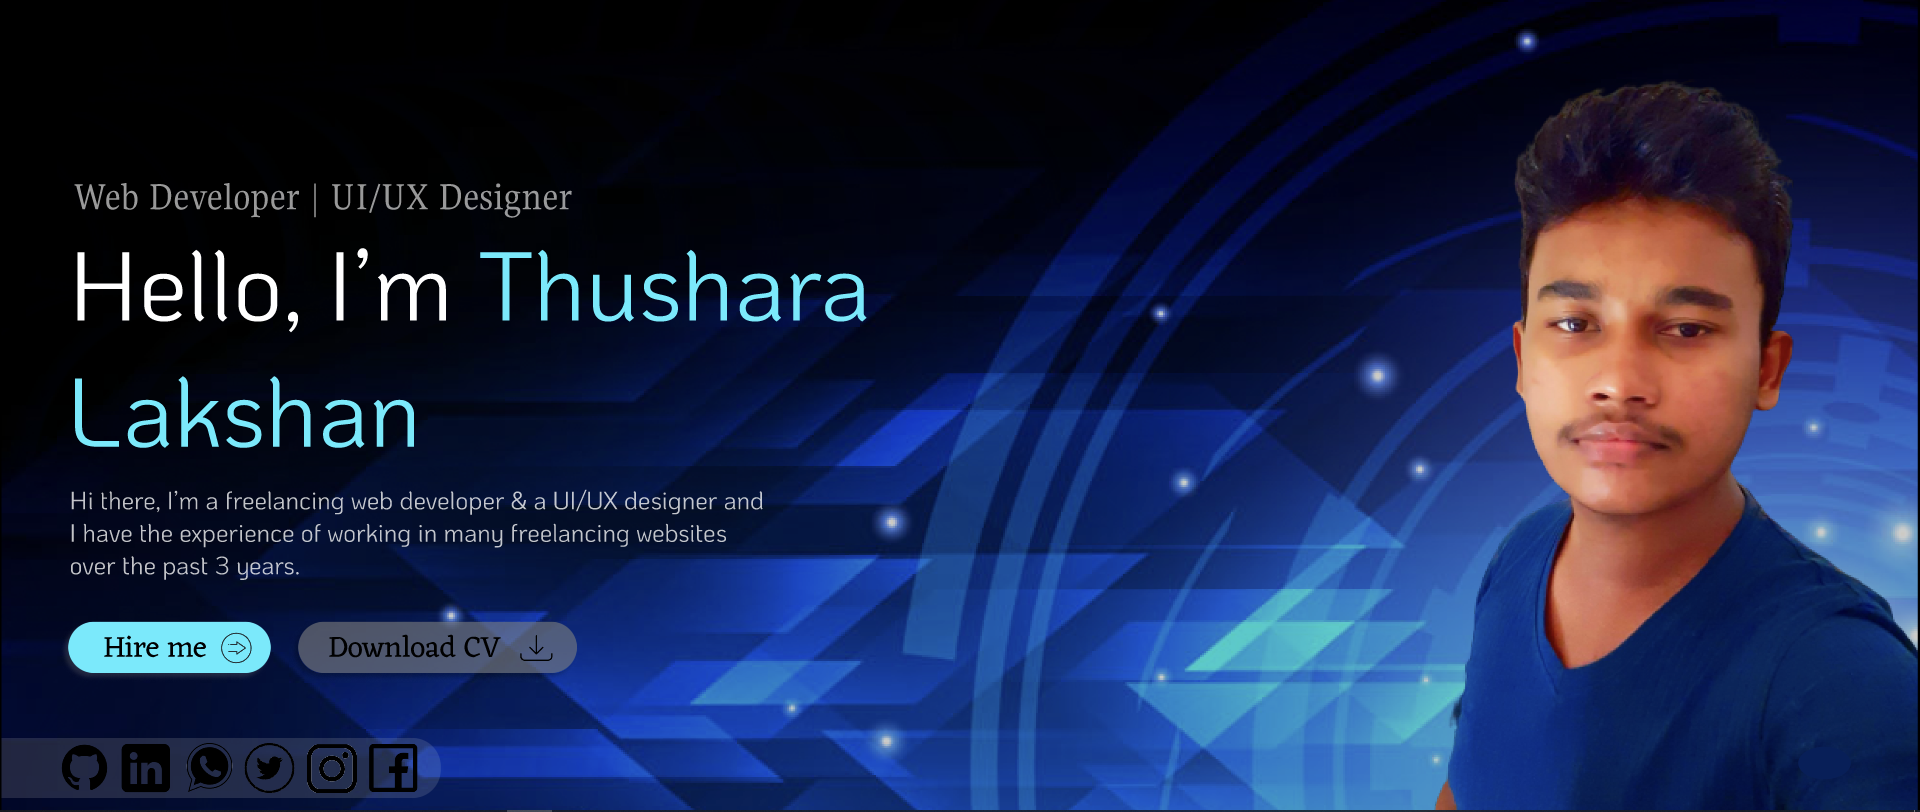 Web Developer | UI/UX Designer
Hello, I’m Thushara
Lakshan
Hi there, I’m a freelancing web developer & a UI/UX designer and
I have the experience of working in many freelancing websites
over the past 3 years.
Hire me
Download CV